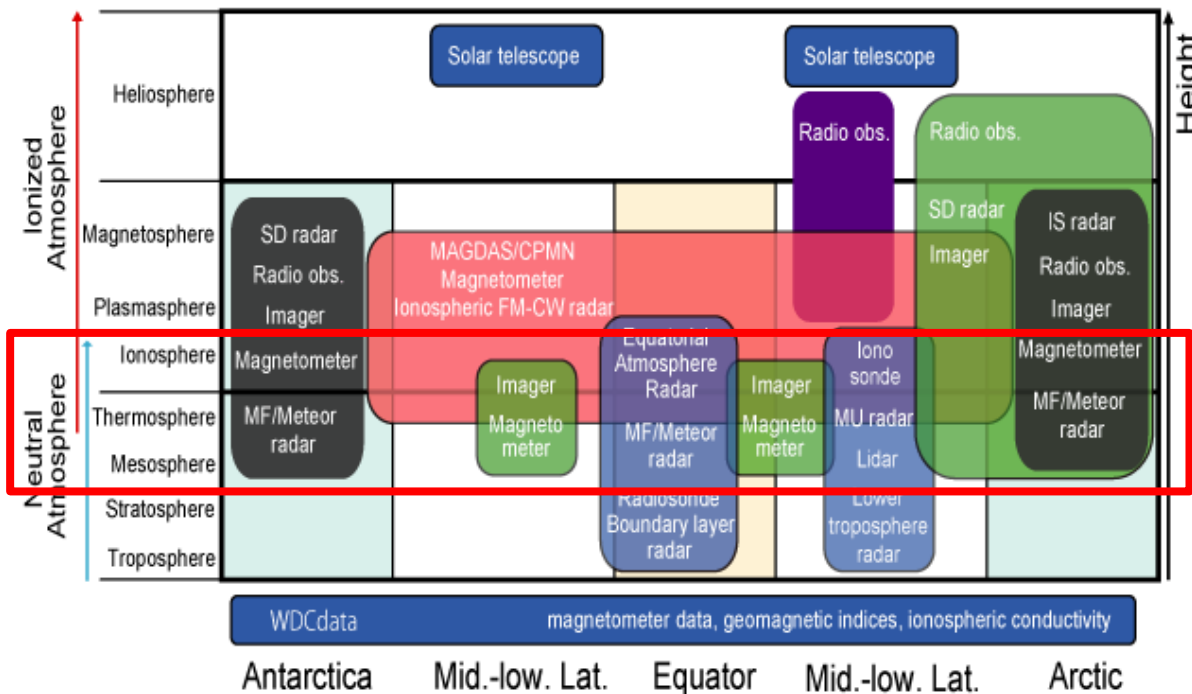 Ionized
Atmosphere
Neutral
Atmosphere
Height
Heliosphere
Magnetosphere
Plasmasphere
Ionosphere
Thermosphere
Mesosphere
Stratosphere
Troposphere
Solar telescope
Solar telescope
Radio obs.
Radio obs.
SD radar
Imager
SD radar
Radio obs.
Imager
Magnetometer
MF/Meteor
radar
MAGDAS/CPMN
Magnetometer
Ionospheric FM-CW radar
Imager
Magneto
meter
Equatorial
Atmosphere
Radar
MF/Meteor
radar
Radiosonde
Boundary layer
radar
Imager
Magneto
meter
Iono
sonde
MU radar
Lidar
Lower
troposphere
radar
IS radar
Radio obs.
Imager
Magnetometer
MF/Meteor
radar
WDCdata
magnetometer data, geomagnetic indices, ionospheric conductivity
Antarctica
Mid.-low. Lat.
Equator
Mid.-low. Lat.
Arctic